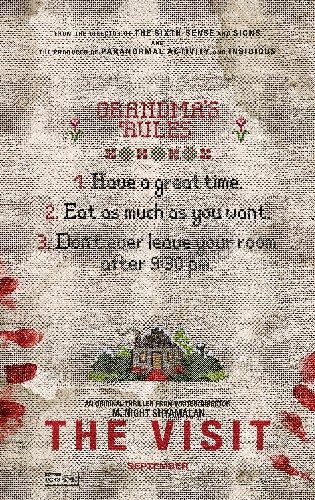 FROM THE DIRECTOR OF THE SIXTH SENSE AND SIGNS
AND
THE PRODUCER OF PARANORMAL ACTIVITY AND INSIDIOUS
GRANDMA'S
RULES
1. Have a great time.
2. Eat as much as you want.
3. Don't ever leave your room
after 9:30 pm.
AN ORIGINAL THRILLER FROM WRITER/DIRECTOR
M. NIGHT SHYAMALAN
THE VISIT
SEPTEMBER